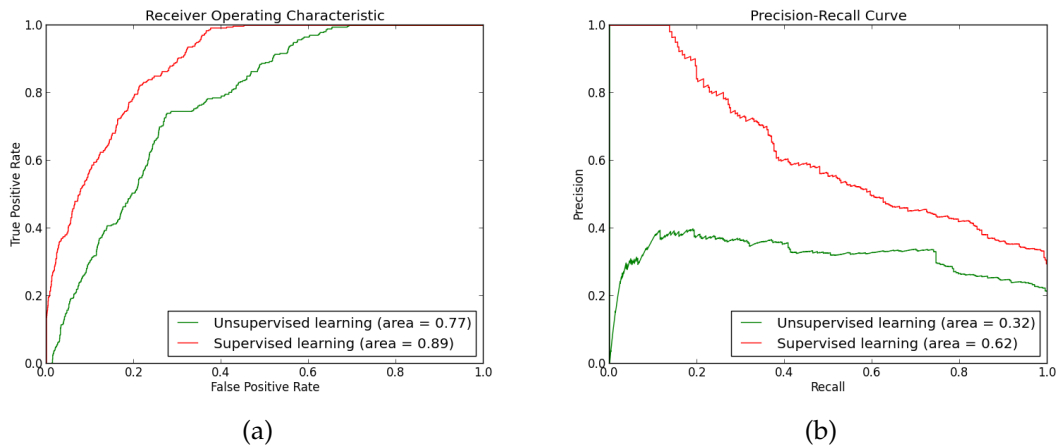 Receiver Operating Characteristic
1.0
0.8
0.6
0.4
0.2
0.0
True Positive Rate
Unsupervised learning (area = 0.77)
Supervised learning (area = 0.89)
0.0 0.2 0.4 0.6 0.8 1.0
False Positive Rate
(a)
Precision-Recall Curve
1.0
0.8
0.6
0.4
0.2
0.0
Precision
Unsupervised learning (area = 0.32)
Supervised learning (area = 0.62)
0.0 0.2 0.4 0.6 0.8 1.0
Recall
(b)